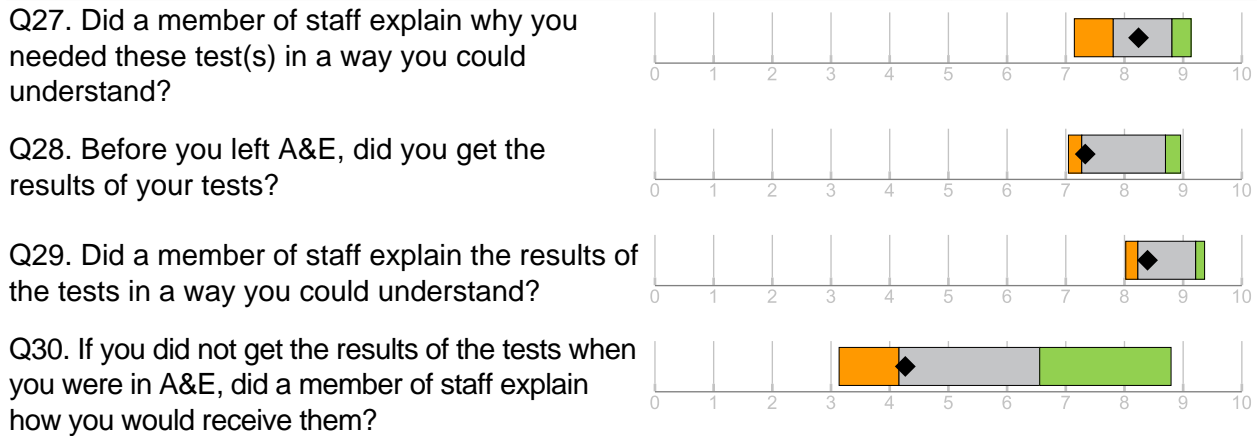 Q27. Did a member of staff explain why you
needed these test(s) in a way you could
understand?
0 1 2 3 4 5 6 7 8 9 10
Q28. Before you left A&E, did you get the
results of your tests?
0 1 2 3 4 5 6 7 8 9 10
Q29. Did a member of staff explain the results of
the tests in a way you could understand?
0 1 2 3 4 5 6 7 8 9 10
Q30. If you did not get the results of the tests when
you were in A&E, did a member of staff explain
how you would receive them?
0 1 2 3 4 5 6 7 8 9 10